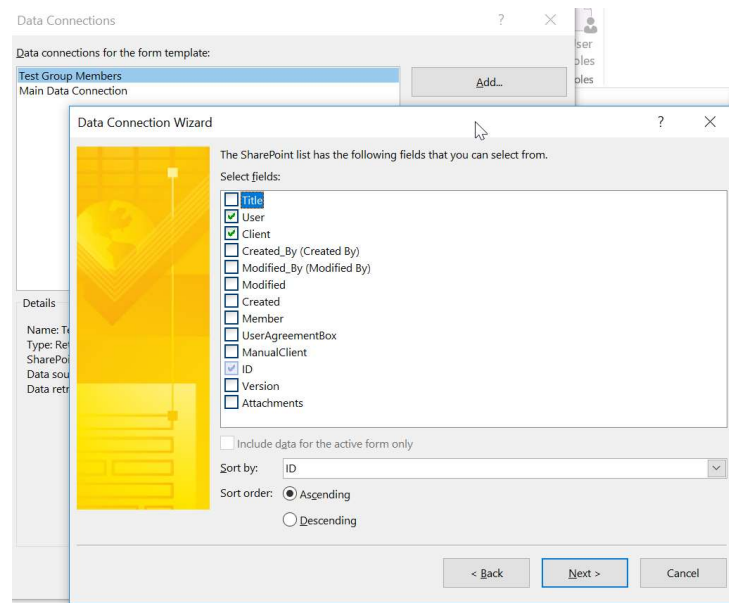 Data Connections
? ×
ser
oles
oles
Data connections for the form template:
Test Group Members
Main Data Connection
Add...
Data Connection Wizard
? ×
The SharePoint list has the following fields that you can select from.
Select fields:
Title
User
Client
Created_By (Created By)
Modified_By (Modified By)
Modified
Created
Member
UserAgreementBox
ManualClient
ID
Version
Attachments
Include data for the active form only
Sort by: ID
Sort order: Ascending
Descending
Details
Name: Te
Type: Ret
SharePoi
Data sou
Data retr
< Back Next > Cancel